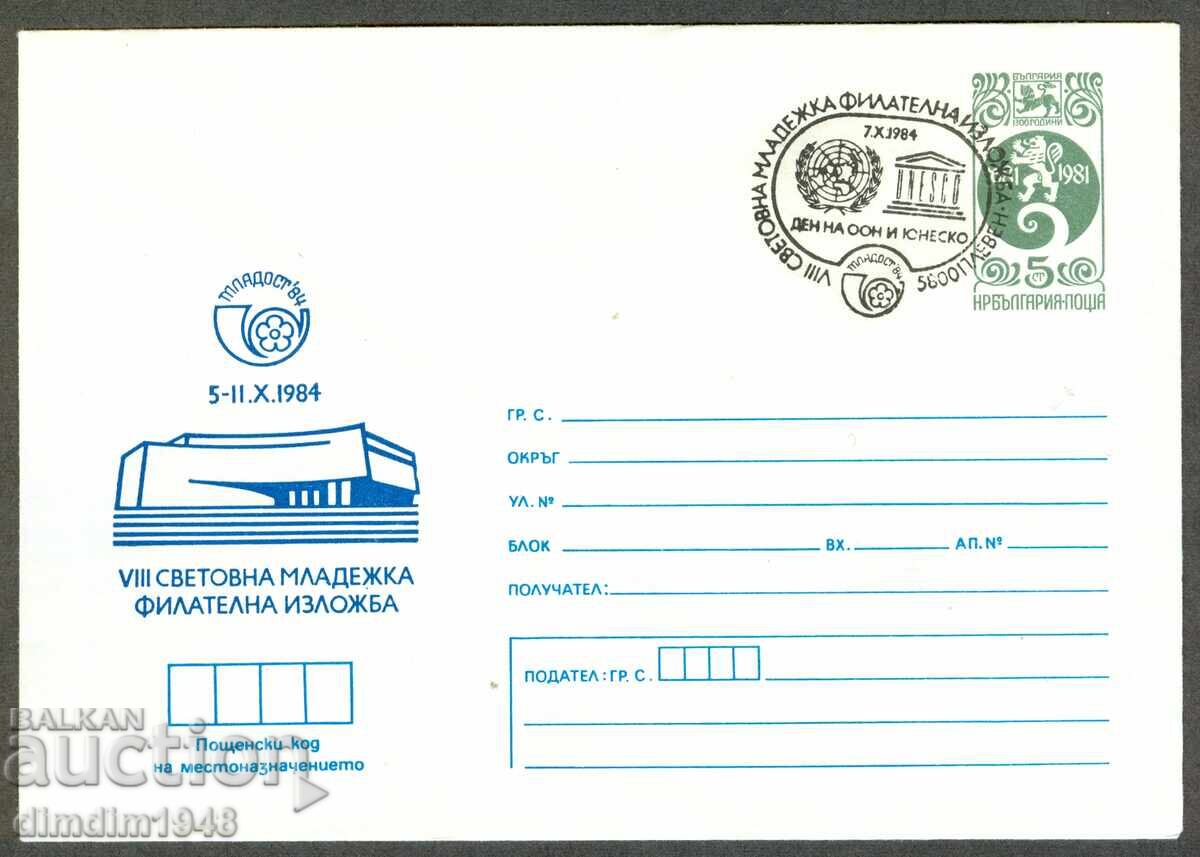 VIII СВЕТОВНА МЛАДЕЖКА ФИЛАТЕЛНА ИЗЛОЖБА · 5800 ПЛЕВЕН
7.X.1984
UNESCO
ДЕН НА ООН И ЮНЕСКО
МЛАДОСТ'84
БЪЛГАРИЯ
1300 ГОДИНИ
1981
5 СТ
НРБЪЛГАРИЯ·ПОЩА
МЛАДОСТ'84
5-11.X.1984
VIII СВЕТОВНА МЛАДЕЖКА
ФИЛАТЕЛНА ИЗЛОЖБА
Пощенски код
на местоназначението
ГР. С.
ОКРЪГ
УЛ. №
БЛОК ВХ. АП. №
ПОЛУЧАТЕЛ:
ПОДАТЕЛ: ГР. С.
BALKAN
auction
dimdim1948